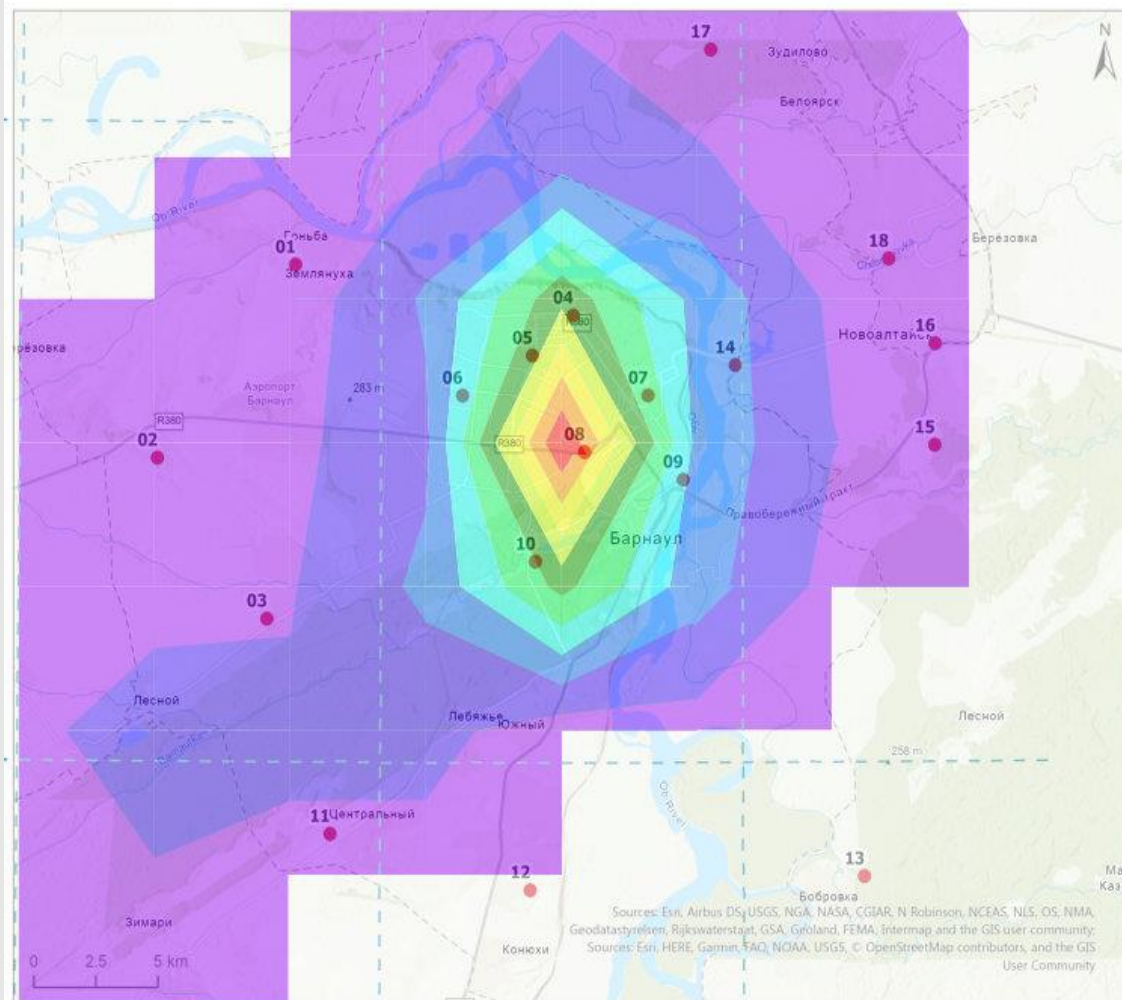 17
Зудилово
N
Белоярск
Ob River
01
Гоньба
Землянуха
18
Берёзовка
04
R380
16
Новоалтайск
рёзовка
05
14
06
07
Аэропорт
Барнаул
283 m
R380
02
08
R380
15
09
Правобережный Тракт
10
Барнаул
03
Лесной
Лебяжье
Южный
Лесной
258 m
Ob River
11
Центральный
12
13
Бобровка
Ма
Каз
Зимари
Конюхи
0 2.5 5 km
Sources: Esri, Airbus DS, USGS, NGA, NASA, CGIAR, N Robinson, NCEAS, NLS, OS, NMA,
Geodatastyrelsen, Rijkswaterstaat, GSA, Geoland, FEMA, Intermap and the GIS user community;
Sources: Esri, HERE, Garmin, FAO, NOAA, USGS, © OpenStreetMap contributors, and the GIS
User Community